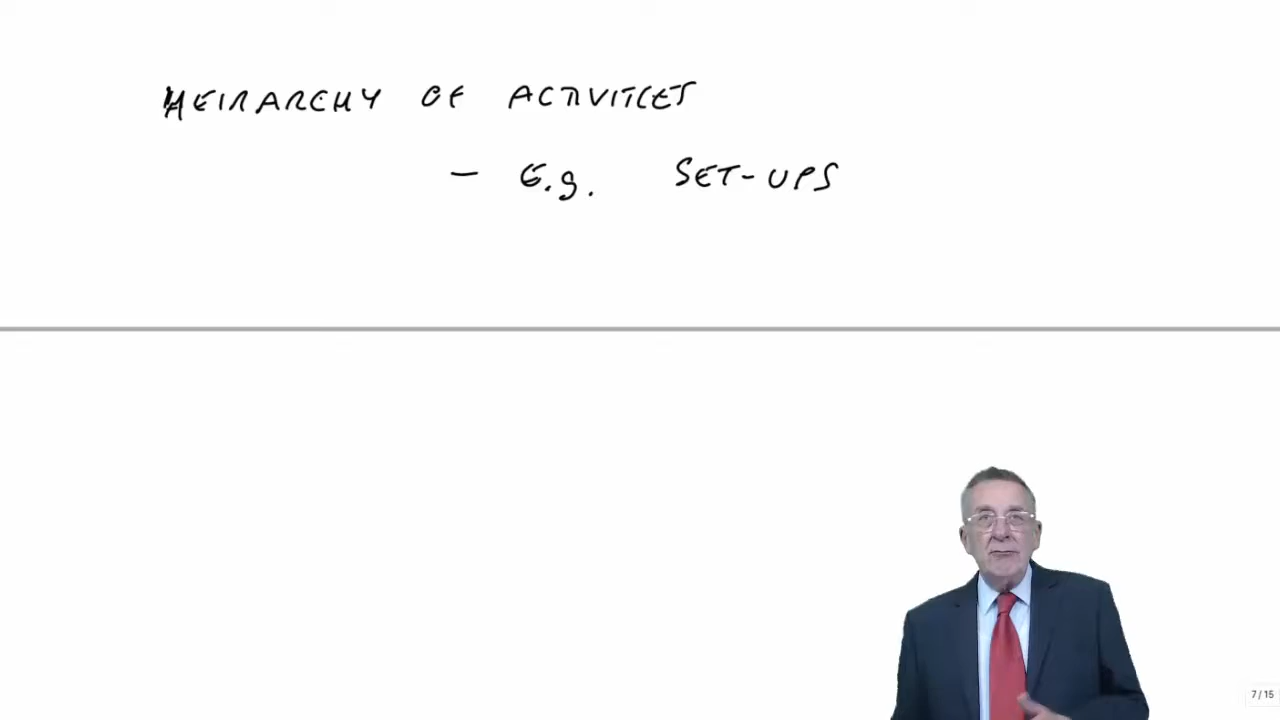 HEIRARCHY OF ACTIVITIES
- E.g. SET-UPS
7/15